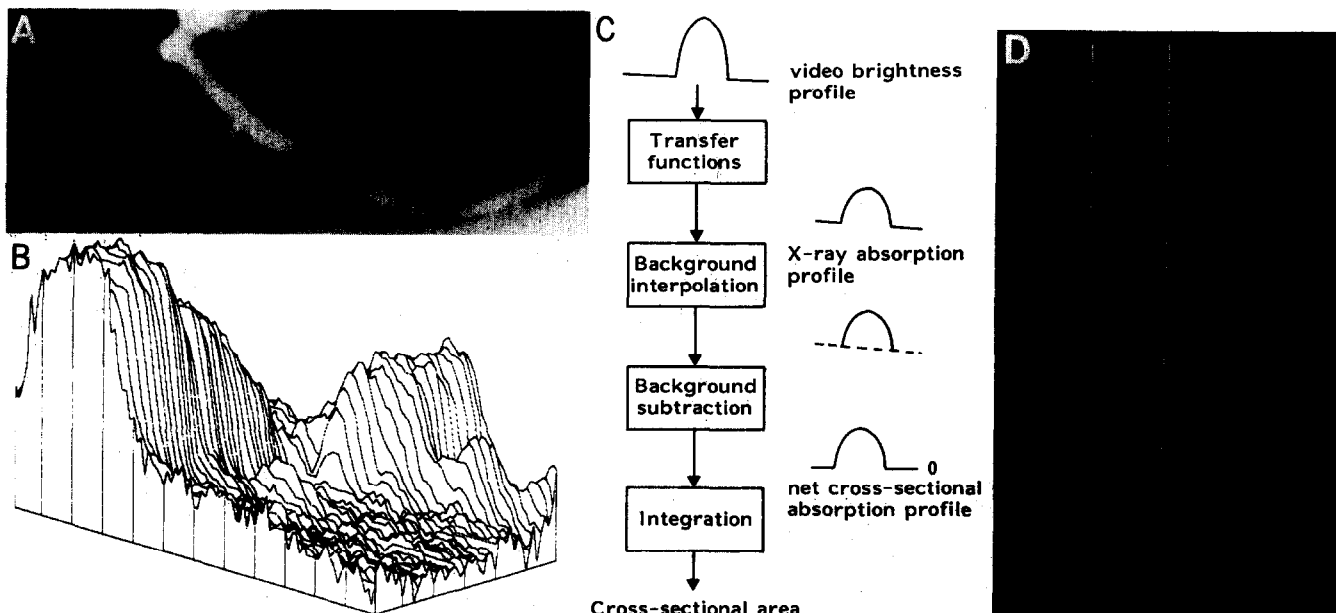 A
B
C
video brightness
profile
Transfer
functions
X-ray absorption
profile
Background
interpolation
Background
subtraction
0
net cross-sectional
absorption profile
Integration
Cross-sectional area
D